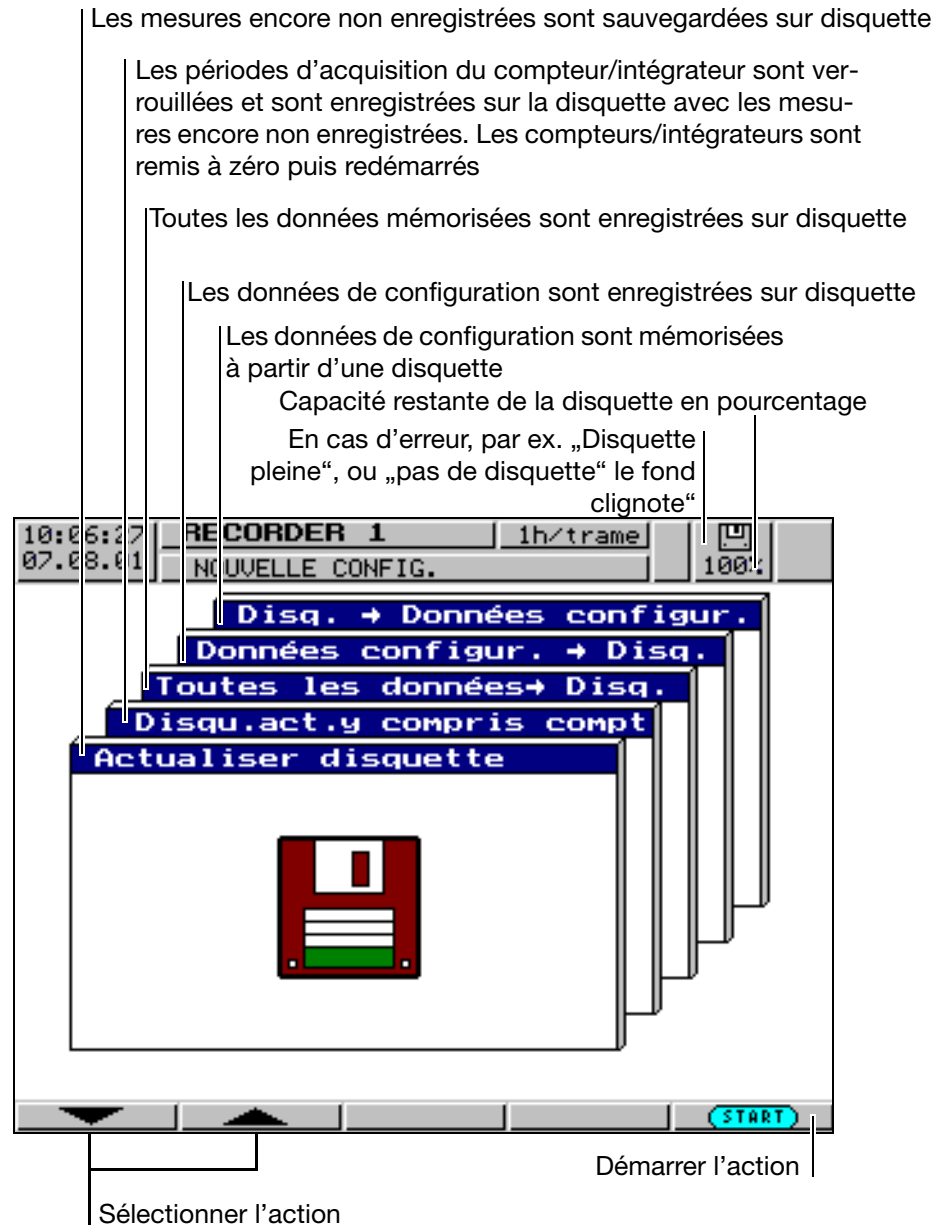 Les mesures encore non enregistrées sont sauvegardées sur disquette
Les périodes d’acquisition du compteur/intégrateur sont ver-
rouillées et sont enregistrées sur la disquette avec les mesu-
res encore non enregistrées. Les compteurs/intégrateurs sont
remis à zéro puis redémarrés
Toutes les données mémorisées sont enregistrées sur disquette
Les données de configuration sont enregistrées sur disquette
Les données de configuration sont mémorisées
à partir d’une disquette
Capacité restante de la disquette en pourcentage
En cas d’erreur, par ex. „Disquette
pleine“, ou „pas de disquette“ le fond
clignote“
10:06:27 RECORDER 1 1h/trame
07.08.01 NOUVELLE CONFIG. 100%
Disq. → Données configur.
Données configur. → Disq.
Toutes les données→ Disq.
Disqu.act.y compris compt
Actualiser disquette
START
Démarrer l’action
Sélectionner l’action